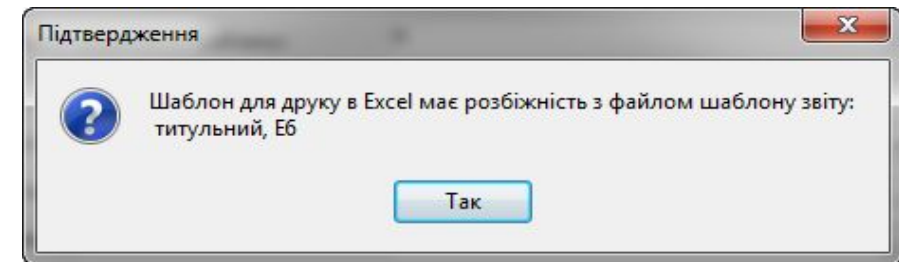 Підтвердження
Шаблон для друку в Excel має розбіжність з файлом шаблону звіту:
титульний, E6
Так